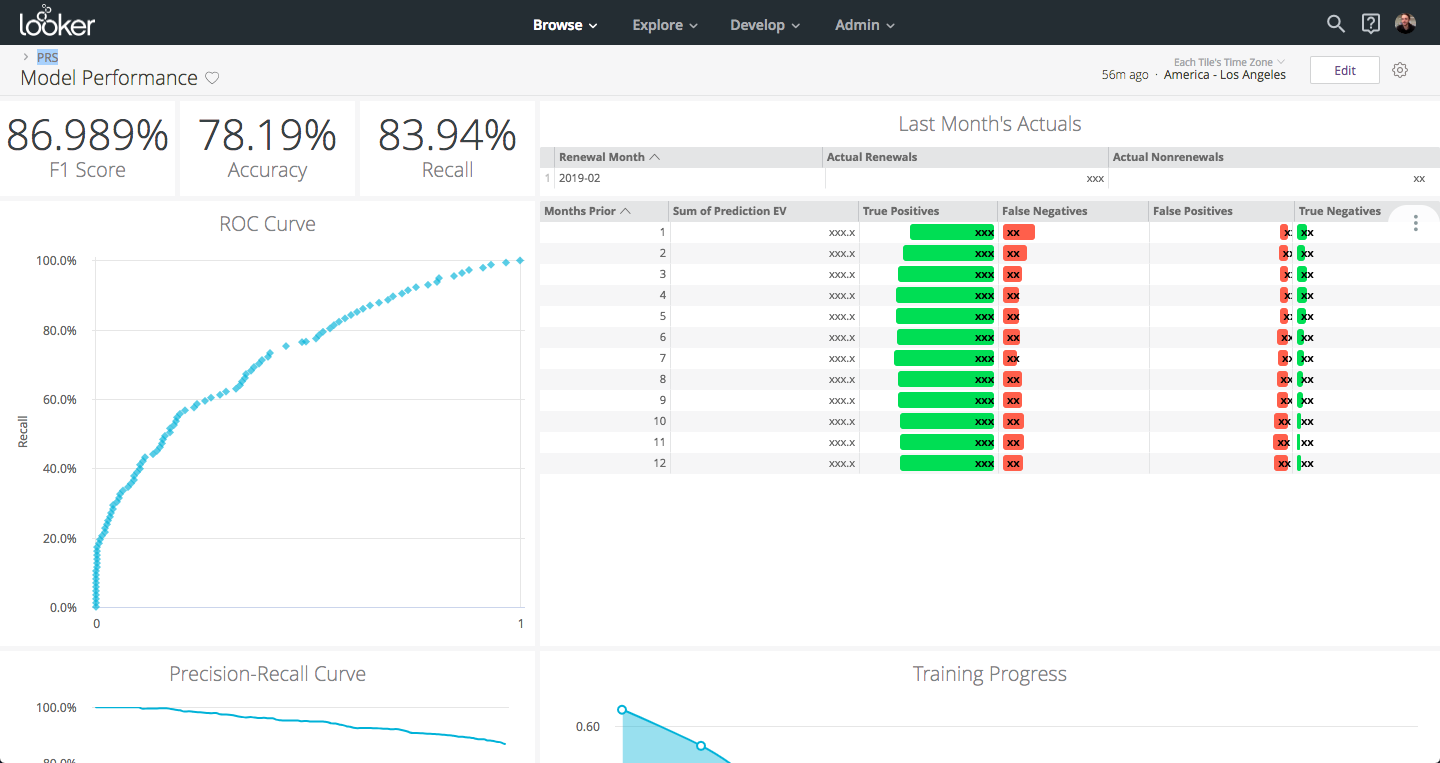 looker
Browse Explore Develop Admin
PRS
Model Performance
Each Tile's Time Zone
56m ago · America - Los Angeles
Edit
86.989%
F1 Score
78.19%
Accuracy
83.94%
Recall
Last Month's Actuals
Renewal Month Actual Renewals Actual Nonrenewals
1 2019-02 xxx xx
Months Prior Sum of Prediction EV True Positives False Negatives False Positives True Negatives
1 xxx.x xxx xx x xx
2 xxx.x xxx xx x xx
3 xxx.x xxx xx x xx
4 xxx.x xxx xx x xx
5 xxx.x xxx xx x xx
6 xxx.x xxx xx xx xx
7 xxx.x xxx xx xx xx
8 xxx.x xxx xx xx xx
9 xxx.x xxx xx xx xx
10 xxx.x xxx xx xx xx
11 xxx.x xxx xx xx xx
12 xxx.x xxx xx xx xx
ROC Curve
100.0%
80.0%
60.0%
40.0%
20.0%
0.0%
Recall
0 1
Precision-Recall Curve
100.0%
80.0%
Training Progress
0.60